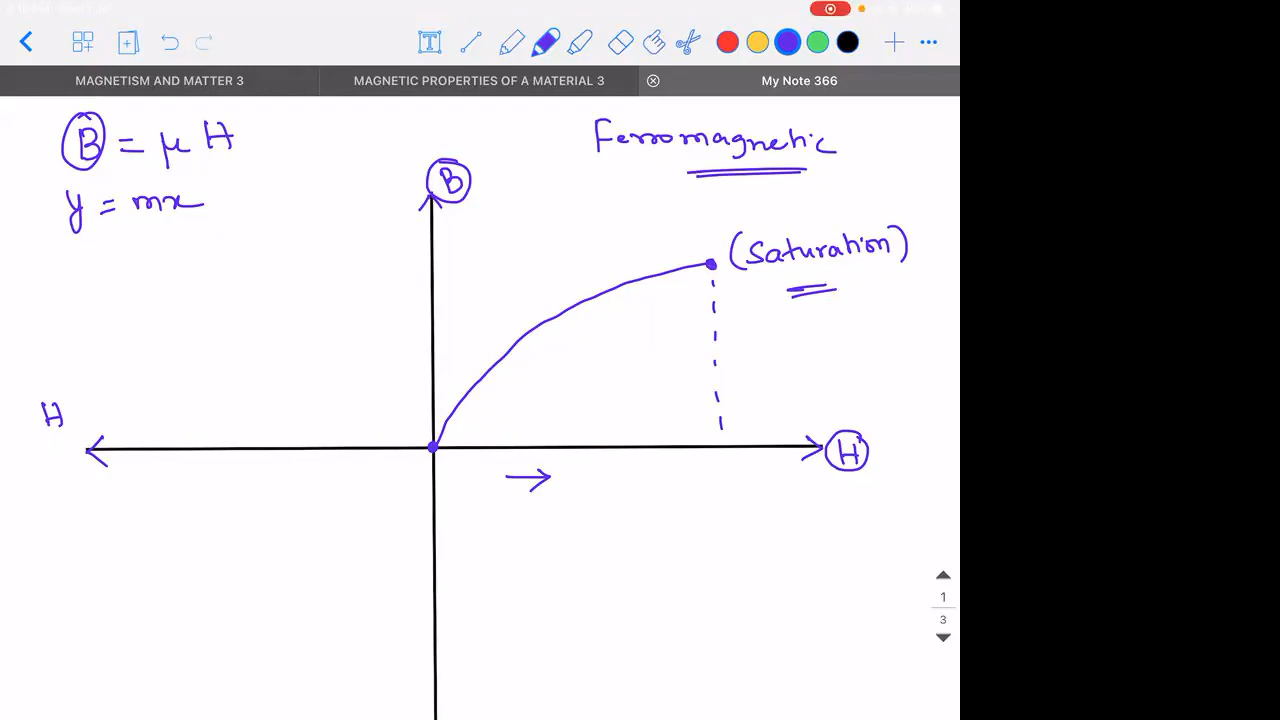 MAGNETISM AND MATTER 3
MAGNETIC PROPERTIES OF A MATERIAL 3
My Note 366
B = μ H
y = mx
Ferromagnetic
B
(Saturation)
H
H
1
3